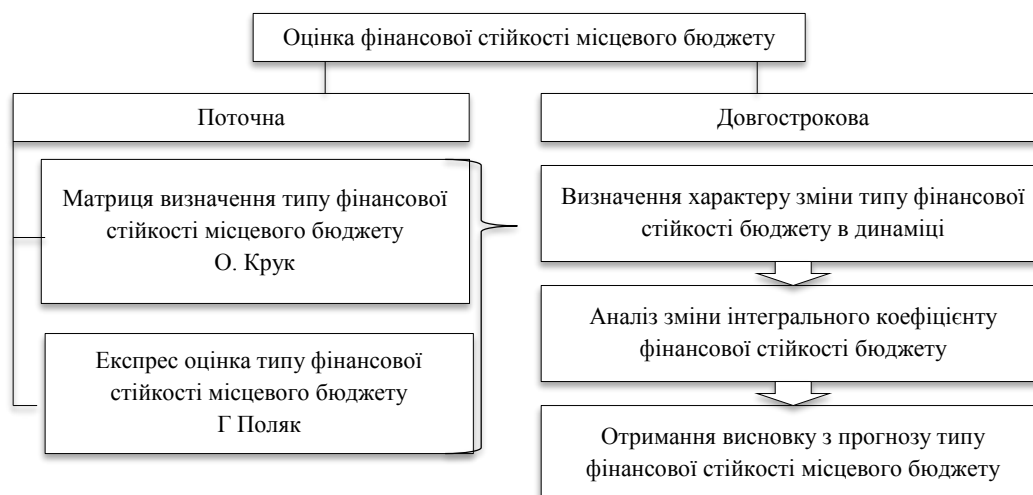 Оцінка фінансової стійкості місцевого бюджету
Поточна
Довгострокова
Матриця визначення типу фінансової
стійкості місцевого бюджету
О. Крук
Експрес оцінка типу фінансової
стійкості місцевого бюджету
Г Поляк
Визначення характеру зміни типу фінансової
стійкості бюджету в динаміці
Аналіз зміни інтегрального коефіцієнту
фінансової стійкості бюджету
Отримання висновку з прогнозу типу
фінансової стійкості місцевого бюджету